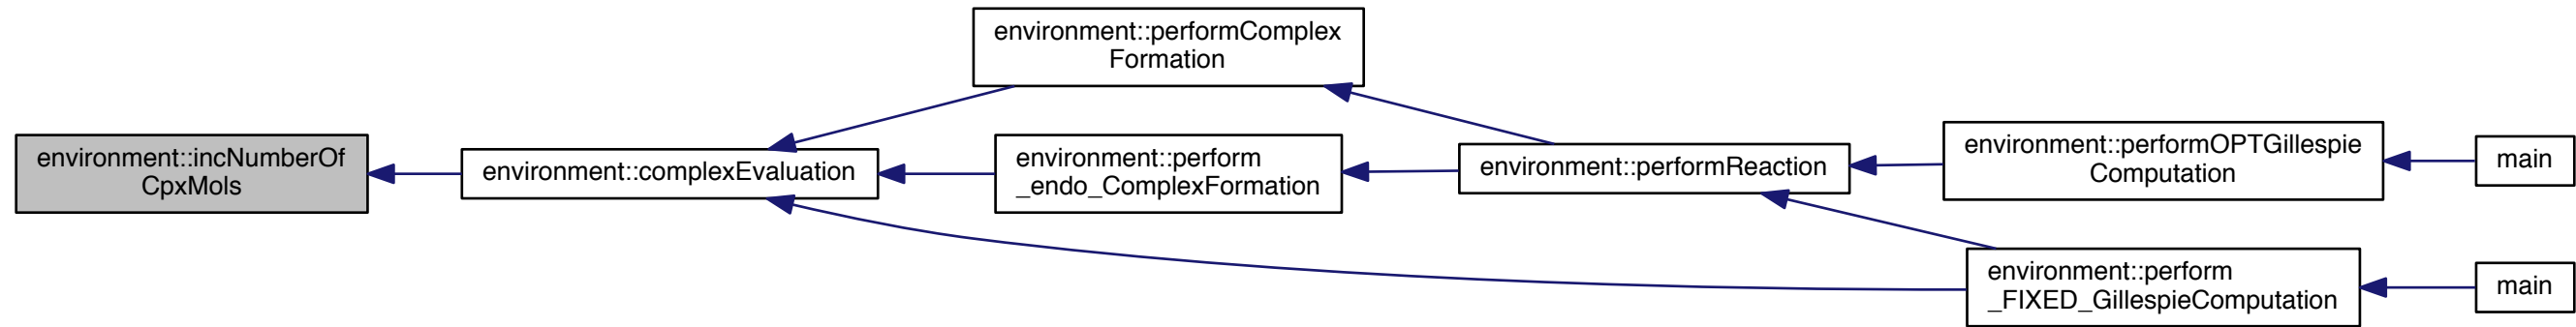 environment::incNumberOf
CpxMols
environment::complexEvaluation
environment::performComplex
Formation
environment::perform
_endo_ComplexFormation
environment::performReaction
environment::performOPTGillespie
Computation
main
environment::perform
_FIXED_GillespieComputation
main